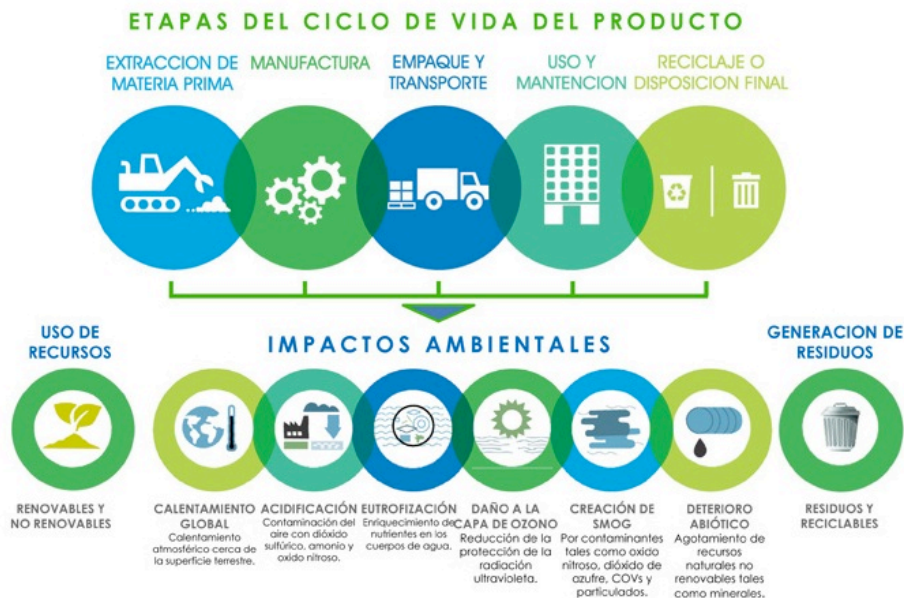 ETAPAS DEL CICLO DE VIDA DEL PRODUCTO
EXTRACCION DE
MATERIA PRIMA
MANUFACTURA
EMPAQUE Y
TRANSPORTE
USO Y
MANTENCION
RECICLAJE O
DISPOSICION FINAL
USO DE
RECURSOS
IMPACTOS AMBIENTALES
GENERACION DE
RESIDUOS
RENOVABLES Y
NO RENOVABLES
CALENTAMIENTO
GLOBAL
Calentamiento
atmosférico cerca de
la superficie terrestre.
ACIDIFICACIÓN
Contaminación del
aire con dióxido
sulfúrico, amonio y
oxido nitroso.
EUTROFIZACIÓN
Enriquecimiento de
nutrientes en los
cuerpos de agua.
DAÑO A LA
CAPA DE OZONO
Reducción de la
protección de la
radiación
ultravioleta.
CREACIÓN DE
SMOG
Por contaminantes
tales como oxido
nitroso, dióxido de
azufre, COVs y
particulados.
DETERIORO
ABIÓTICO
Agotamiento de
recursos
naturales no
renovables tales
como minerales.
RESIDUOS Y
RECICLABLES